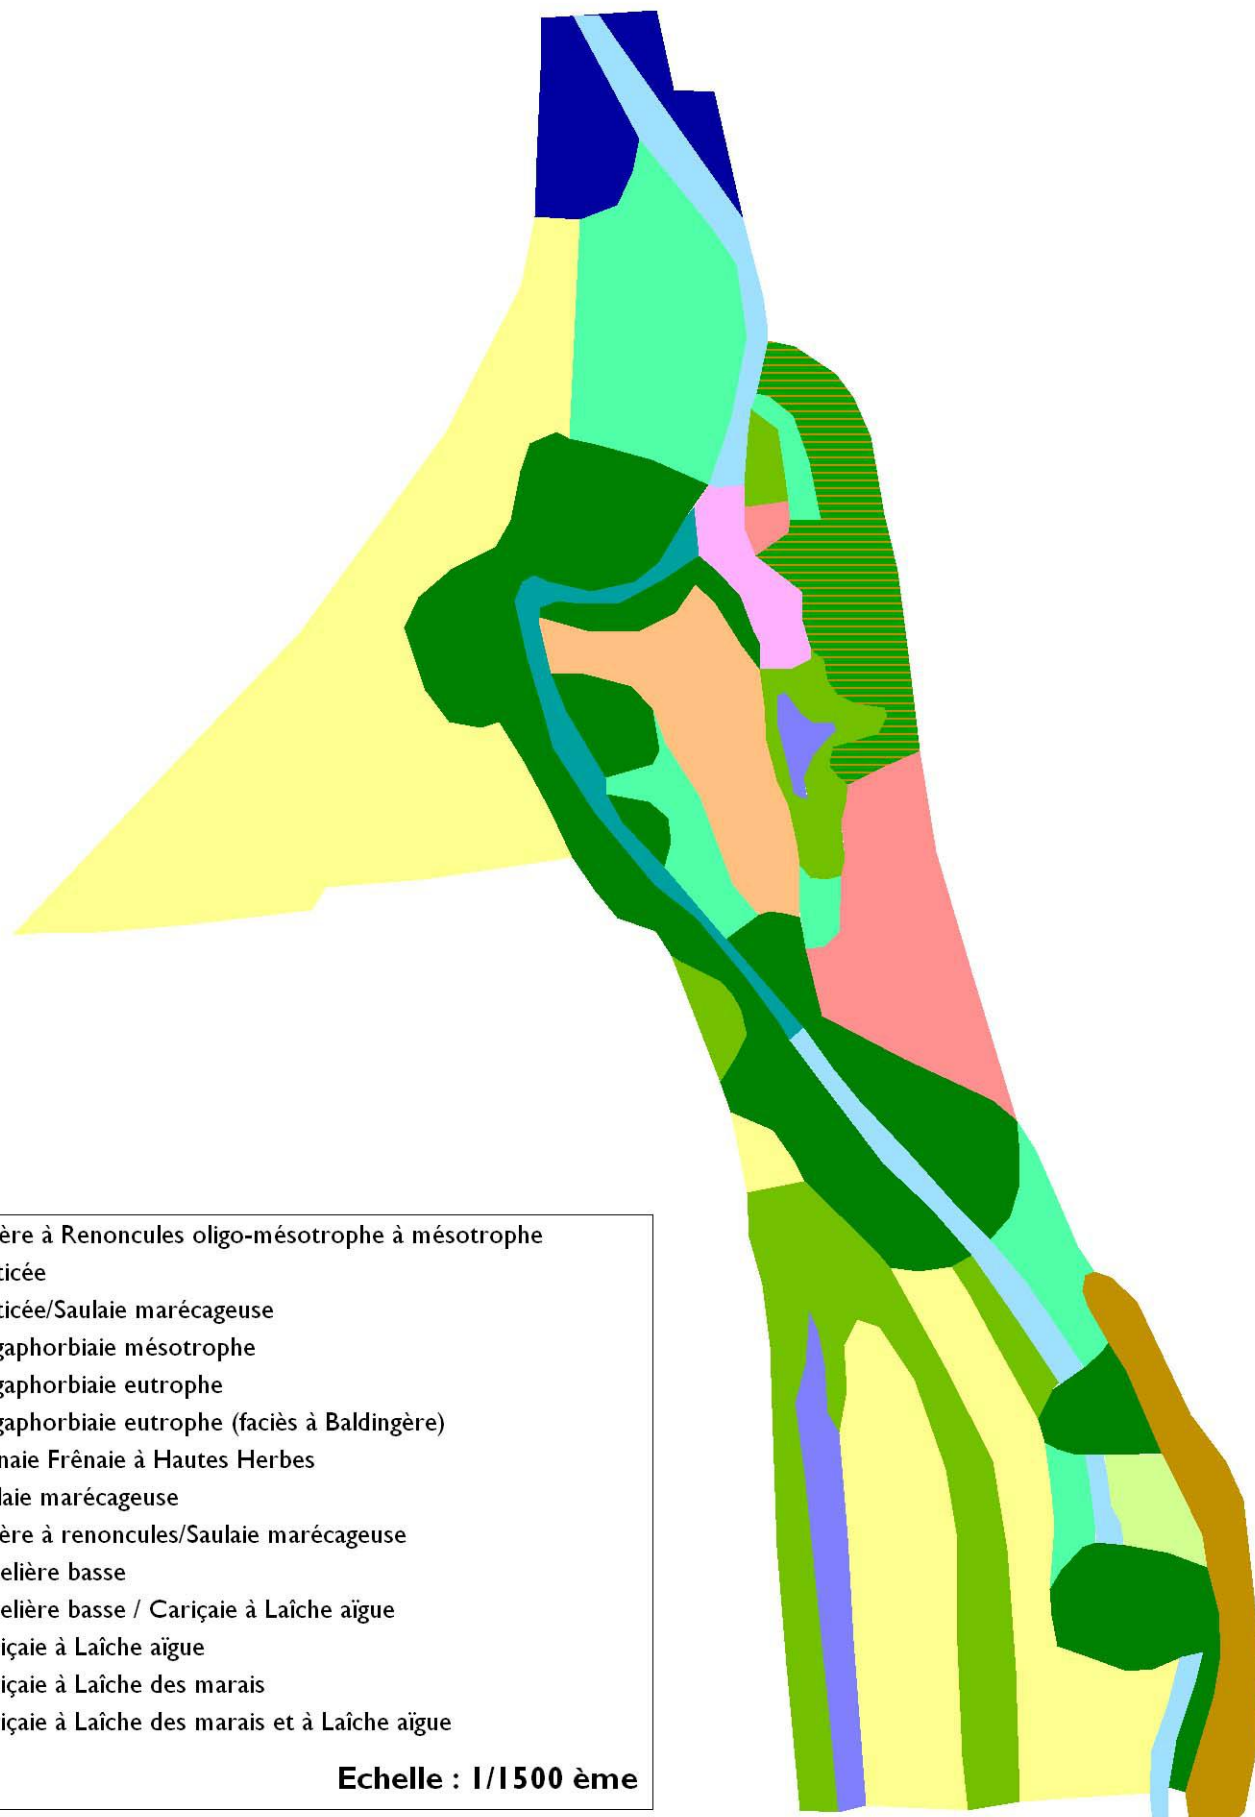 ère à Renoncules oligo-mésotrophe à mésotrophe
ticée
ticée/Saulaie marécageuse
gaphorbiaie mésotrophe
gaphorbiaie eutrophe
gaphorbiaie eutrophe (faciès à Baldingère)
naie Frênaie à Hautes Herbes
laie marécageuse
ère à renoncules/Saulaie marécageuse
elière basse
elière basse / Cariçaie à Laîche aïgue
içaie à Laîche aïgue
içaie à Laîche des marais
içaie à Laîche des marais et à Laîche aïgue
Echelle : 1/1500 ème